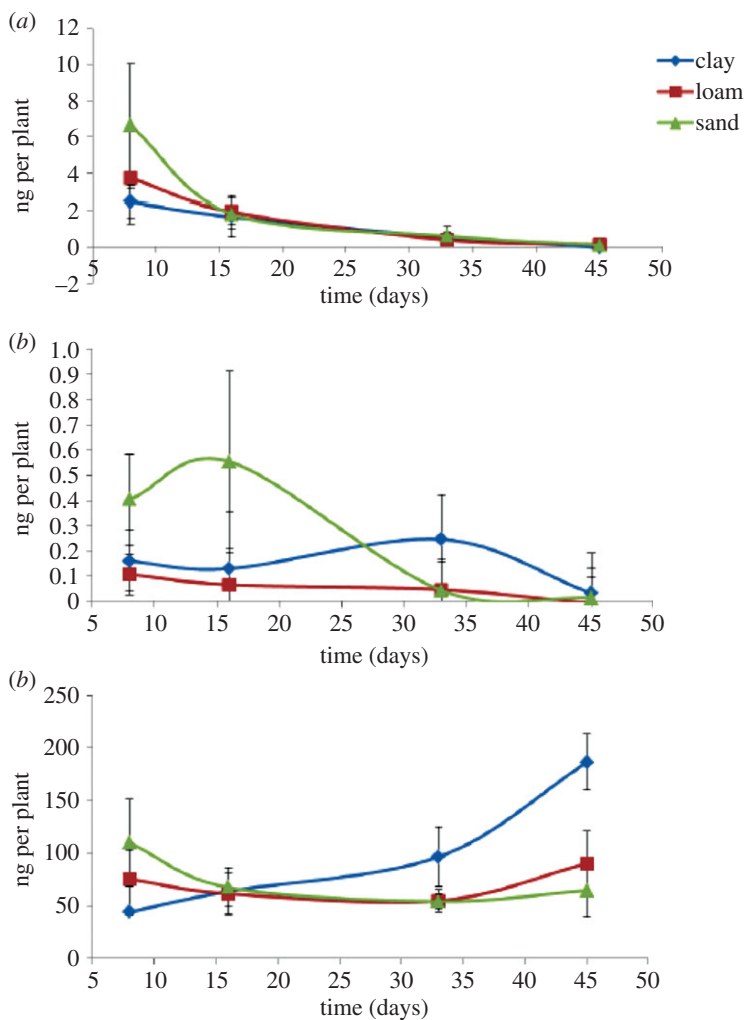 (a)
12
10
8
6
4
2
0
−2
ng per plant
5 10 15 20 25 30 35 40 45 50
time (days)
clay
loam
sand
(b)
1.0
0.9
0.8
0.7
0.6
0.5
0.4
0.3
0.2
0.1
0
ng per plant
5 10 15 20 25 30 35 40 45 50
time (days)
(b)
250
200
150
100
50
0
ng per plant
5 10 15 20 25 30 35 40 45 50
time (days)